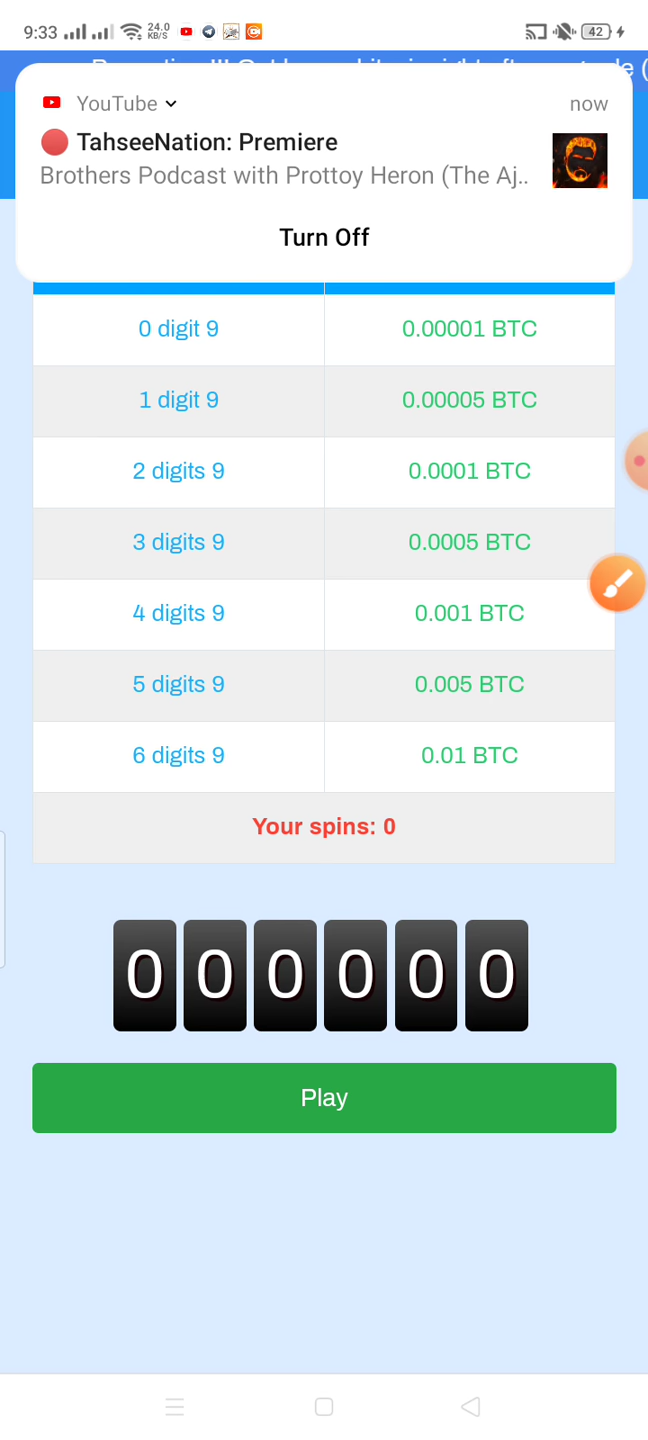 9:33 24.0 KB/S 42
YouTube now
TahseeNation: Premiere
Brothers Podcast with Prottoy Heron (The Aj..
Turn Off
0 digit 9 0.00001 BTC
1 digit 9 0.00005 BTC
2 digits 9 0.0001 BTC
3 digits 9 0.0005 BTC
4 digits 9 0.001 BTC
5 digits 9 0.005 BTC
6 digits 9 0.01 BTC
Your spins: 0
0 0 0 0 0 0
Play